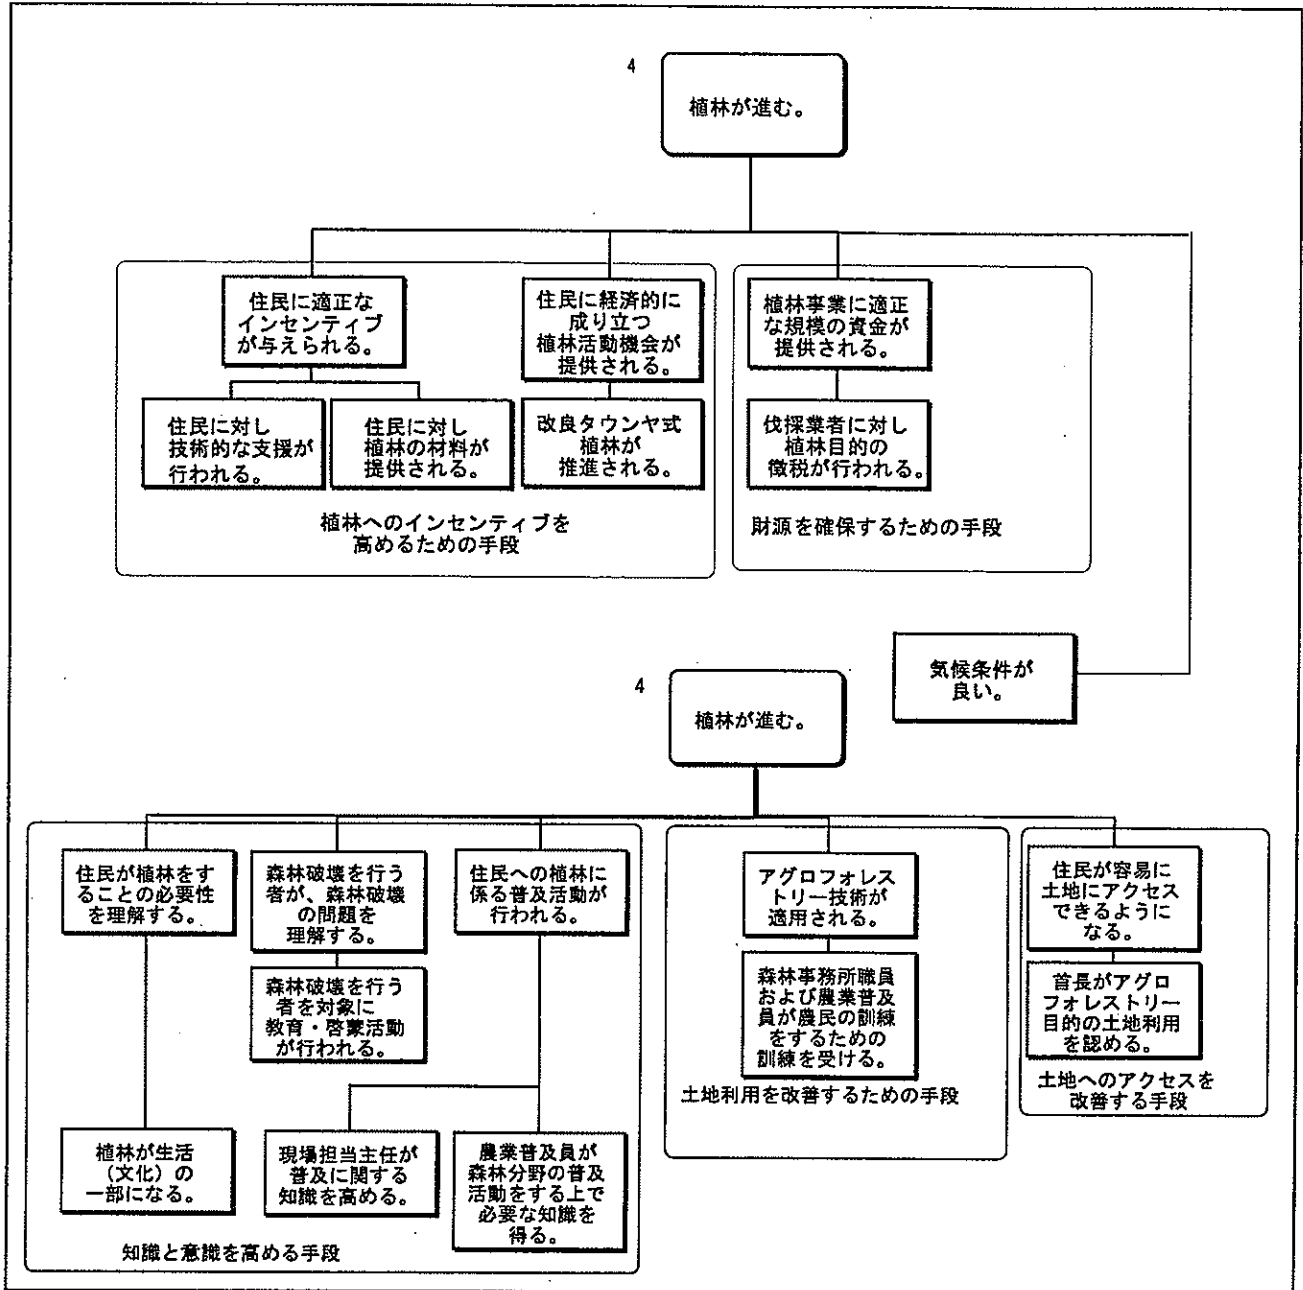 4
植林が進む。
住民に適正な
インセンティブ
が与えられる。
住民に経済的に
成り立つ
植林活動機会が
提供される。
植林事業に適正
な規模の資金が
提供される。
住民に対し
技術的な支援が
行われる。
住民に対し
植林の材料が
提供される。
改良タウンヤ式
植林が
推進される。
伐採業者に対し
植林目的の
徴税が行われる。
植林へのインセンティブを
高めるための手段
財源を確保するための手段
気候条件が
良い。
4
植林が進む。
住民が植林をす
ることの必要性
を理解する。
森林破壊を行う
者が、森林破壊
の問題を
理解する。
住民への植林に
係る普及活動が
行われる。
アグロフォレス
トリー技術が
適用される。
住民が容易に
土地にアクセス
できるように
なる。
森林破壊を行う
者を対象に
教育・啓蒙活動
が行われる。
森林事務所職員
および農業普及
員が農民の訓練
をするための
訓練を受ける。
首長がアグロ
フォレストリー
目的の土地利用
を認める。
土地利用を改善するための手段
土地へのアクセスを
改善する手段
植林が生活
（文化）の
一部になる。
現場担当主任が
普及に関する
知識を高める。
農業普及員が
森林分野の普及
活動をする上で
必要な知識を
得る。
知識と意識を高める手段